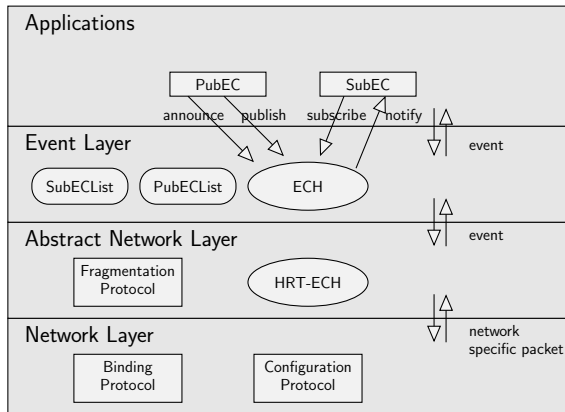 Applications
PubEC SubEC
announce publish subscribe notify
Event Layer
event
SubECList PubECList ECH
Abstract Network Layer
event
Fragmentation
Protocol
HRT-ECH
Network Layer
network
specific packet
Binding
Protocol
Configuration
Protocol